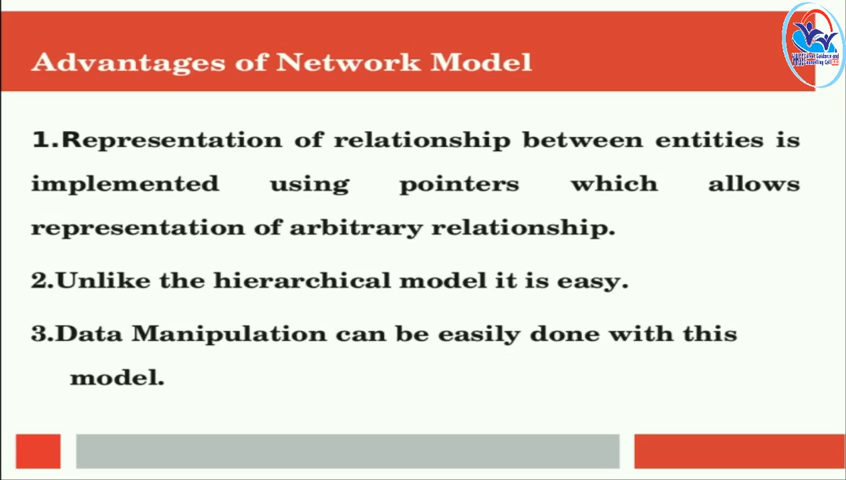 Advantages of Network Model
1.Representation of relationship between entities is
implemented using pointers which allows
representation of arbitrary relationship.
2.Unlike the hierarchical model it is easy.
3.Data Manipulation can be easily done with this
model.